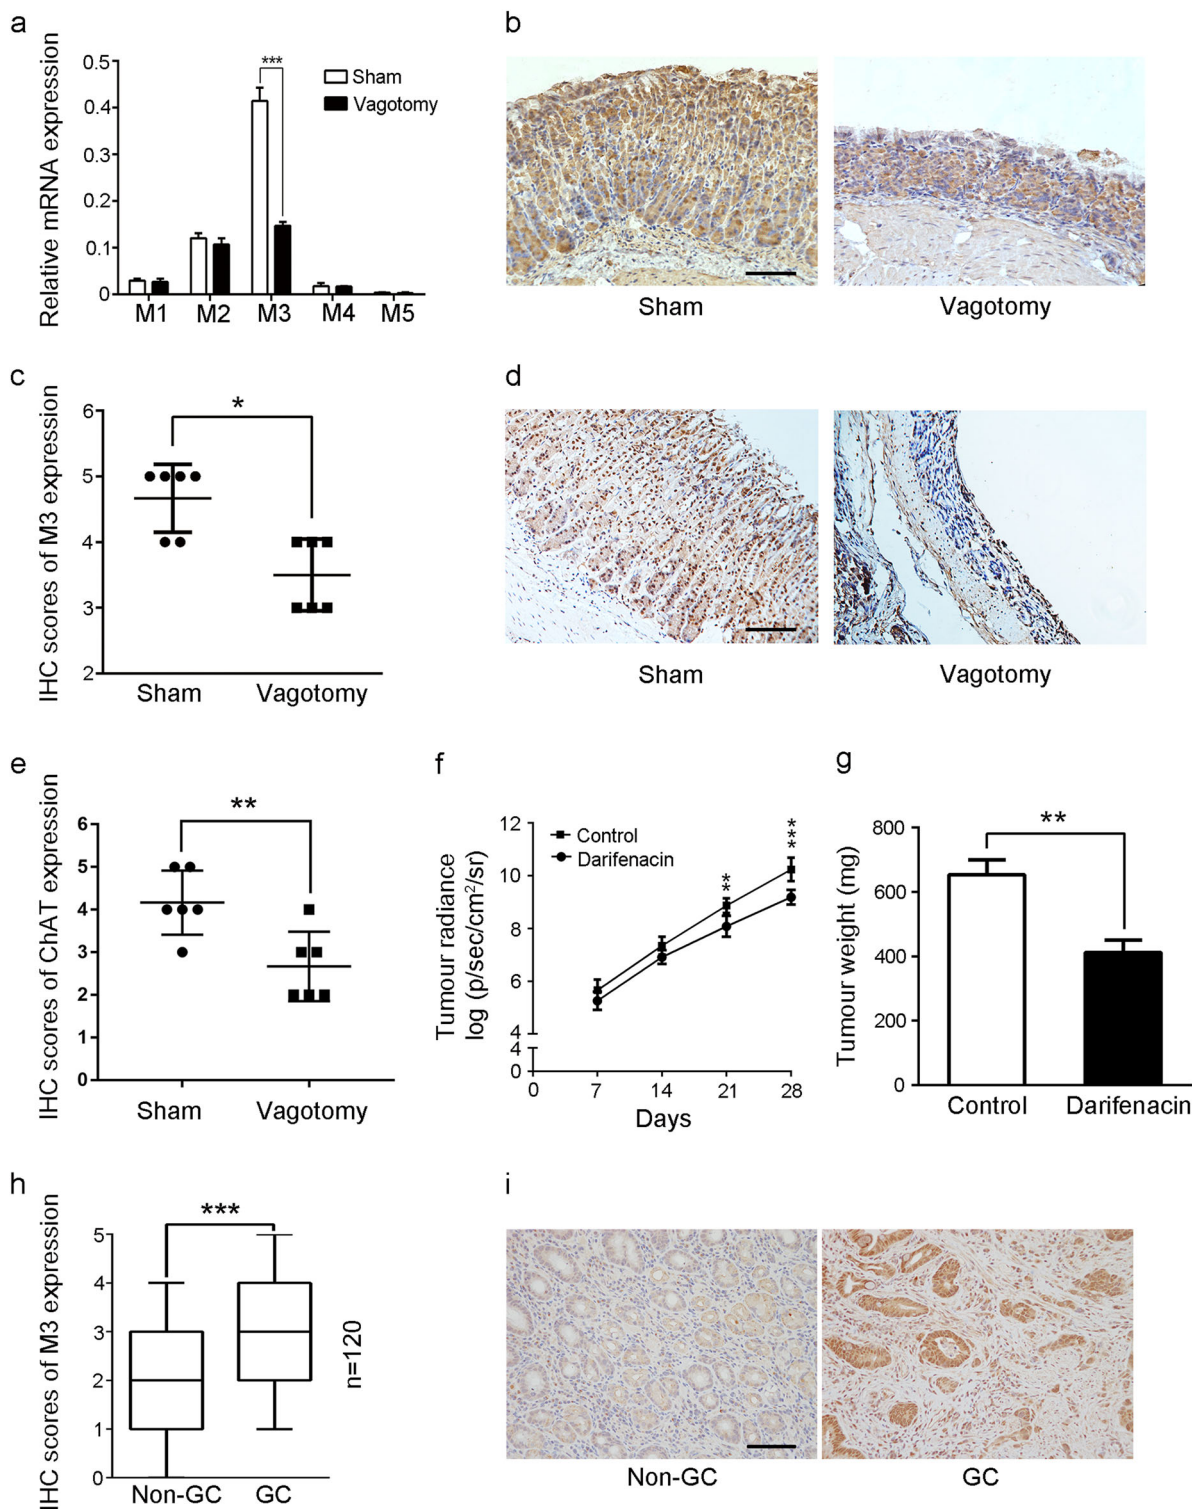 a
Relative mRNA expression
0.5
0.4
0.3
0.2
0.1
0
***
Sham
Vagotomy
M1 M2 M3 M4 M5
b
Sham Vagotomy
c
IHC scores of M3 expression
6
5
4
3
2
*
Sham Vagotomy
d
Sham Vagotomy
e
IHC scores of ChAT expression
6
5
4
3
2
1
0
**
Sham Vagotomy
f
Tumour radiance
log (p/sec/cm²/sr)
12
10
8
6
4
4
0
Control
Darifenacin
**
***
0 7 14 21 28
Days
g
Tumour weight (mg)
800
600
400
200
0
**
Control Darifenacin
h
IHC scores of M3 expression
5
4
3
2
1
0
***
n=120
Non-GC GC
i
Non-GC GC